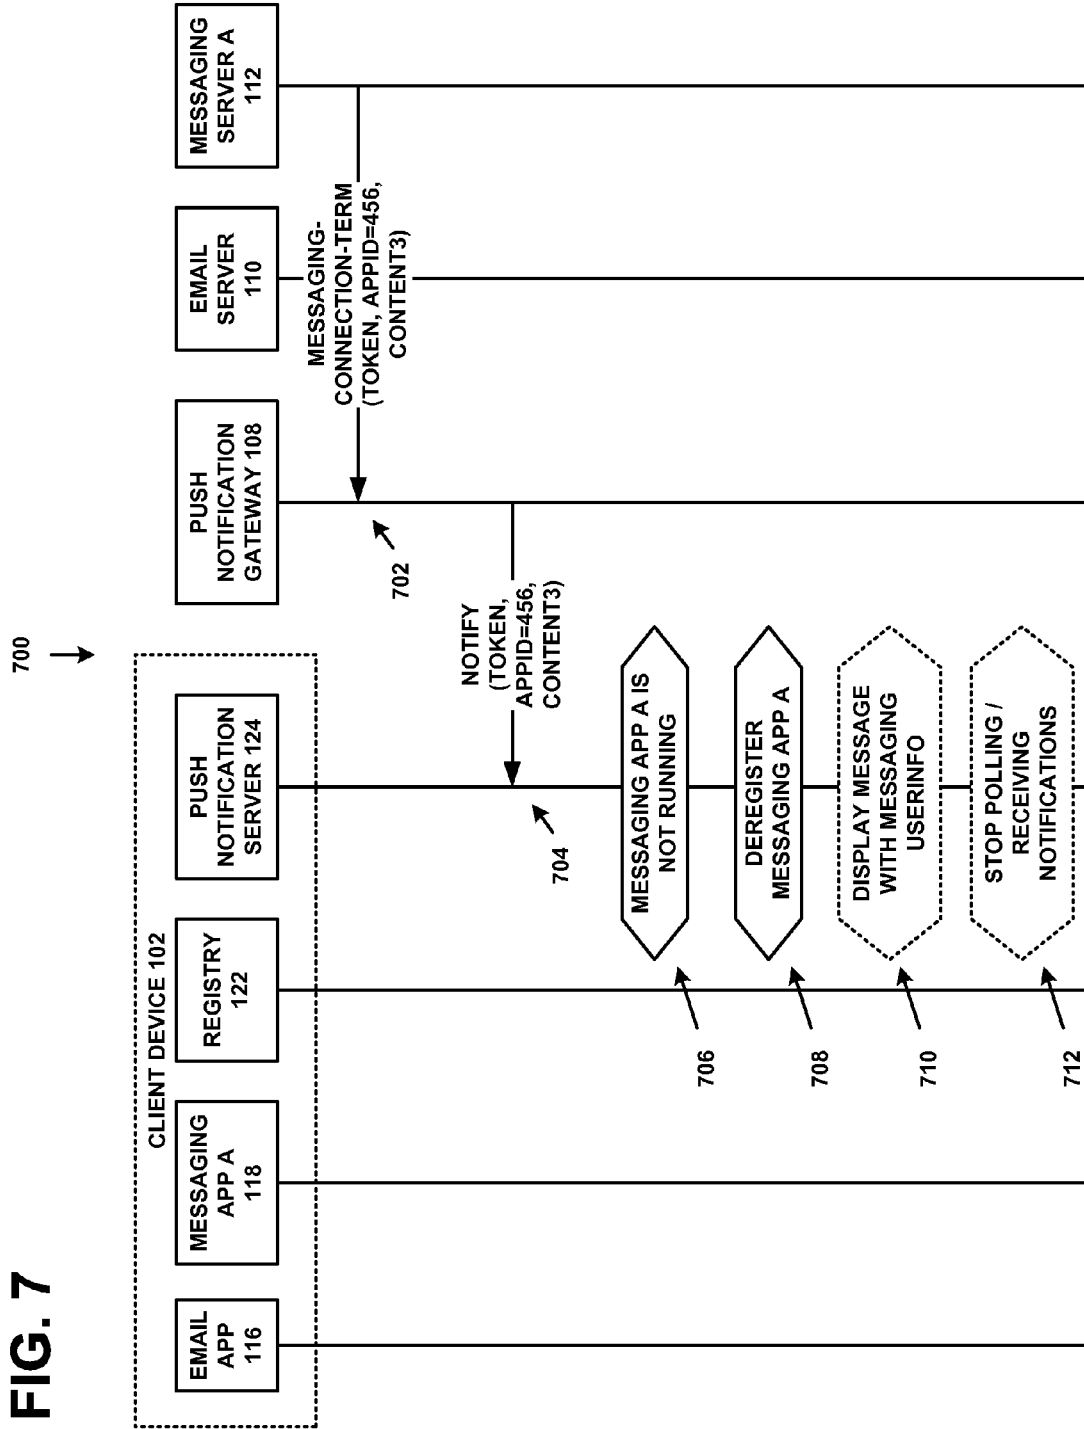 FIG. 7
700
CLIENT DEVICE 102
EMAIL
APP
116
MESSAGING
APP A
118
REGISTRY
122
PUSH
NOTIFICATION
SERVER 124
PUSH
NOTIFICATION
GATEWAY 108
EMAIL
SERVER
110
MESSAGING
SERVER A
112
MESSAGING-
CONNECTION-TERM
(TOKEN, APPID=456,
CONTENT3)
702
NOTIFY
(TOKEN,
APPID=456,
CONTENT3)
704
MESSAGING APP A IS
NOT RUNNING
706
DEREGISTER
MESSAGING APP A
708
DISPLAY MESSAGE
WITH MESSAGING
USERINFO
710
STOP POLLING /
RECEIVING
NOTIFICATIONS
712